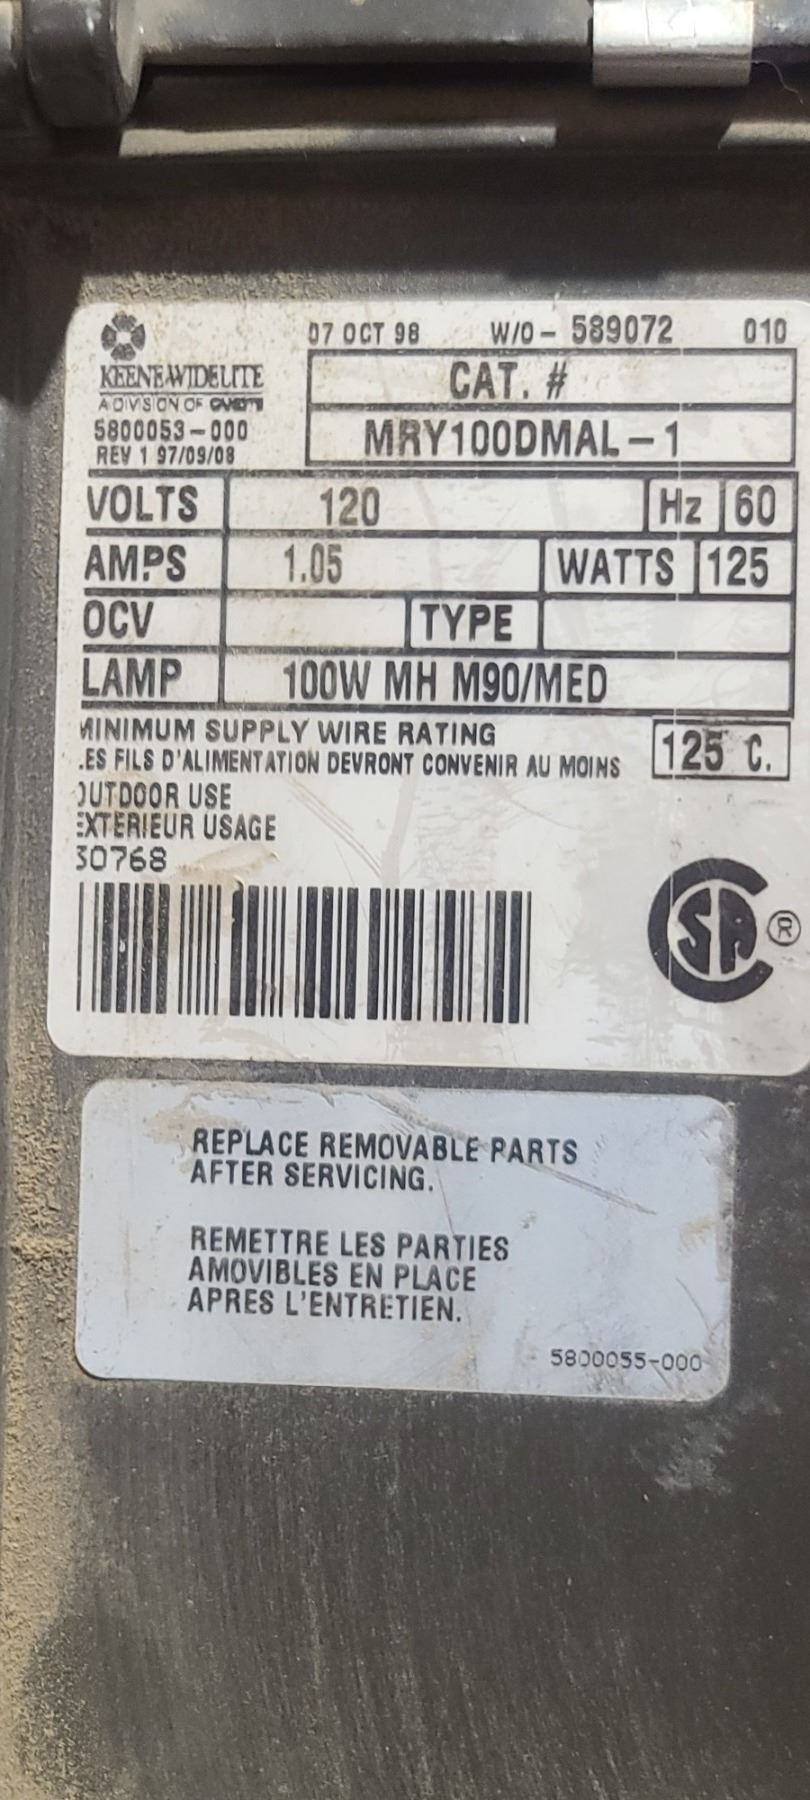 07 OCT 98 W/O - 589072 010
KEENE-WIDELITE
A DIVISION OF CANLYTE
5800053-000
REV 1 97/09/08
CAT. #
MRY100DMAL-1
VOLTS 120 Hz 60
AMPS 1.05 WATTS 125
OCV TYPE
LAMP 100W MH M90/MED
MINIMUM SUPPLY WIRE RATING
LES FILS D'ALIMENTATION DEVRONT CONVENIR AU MOINS 125 C.
OUTDOOR USE
EXTERIEUR USAGE
30768
SA ®
REPLACE REMOVABLE PARTS
AFTER SERVICING.
REMETTRE LES PARTIES
AMOVIBLES EN PLACE
APRES L'ENTRETIEN.
5800055-000